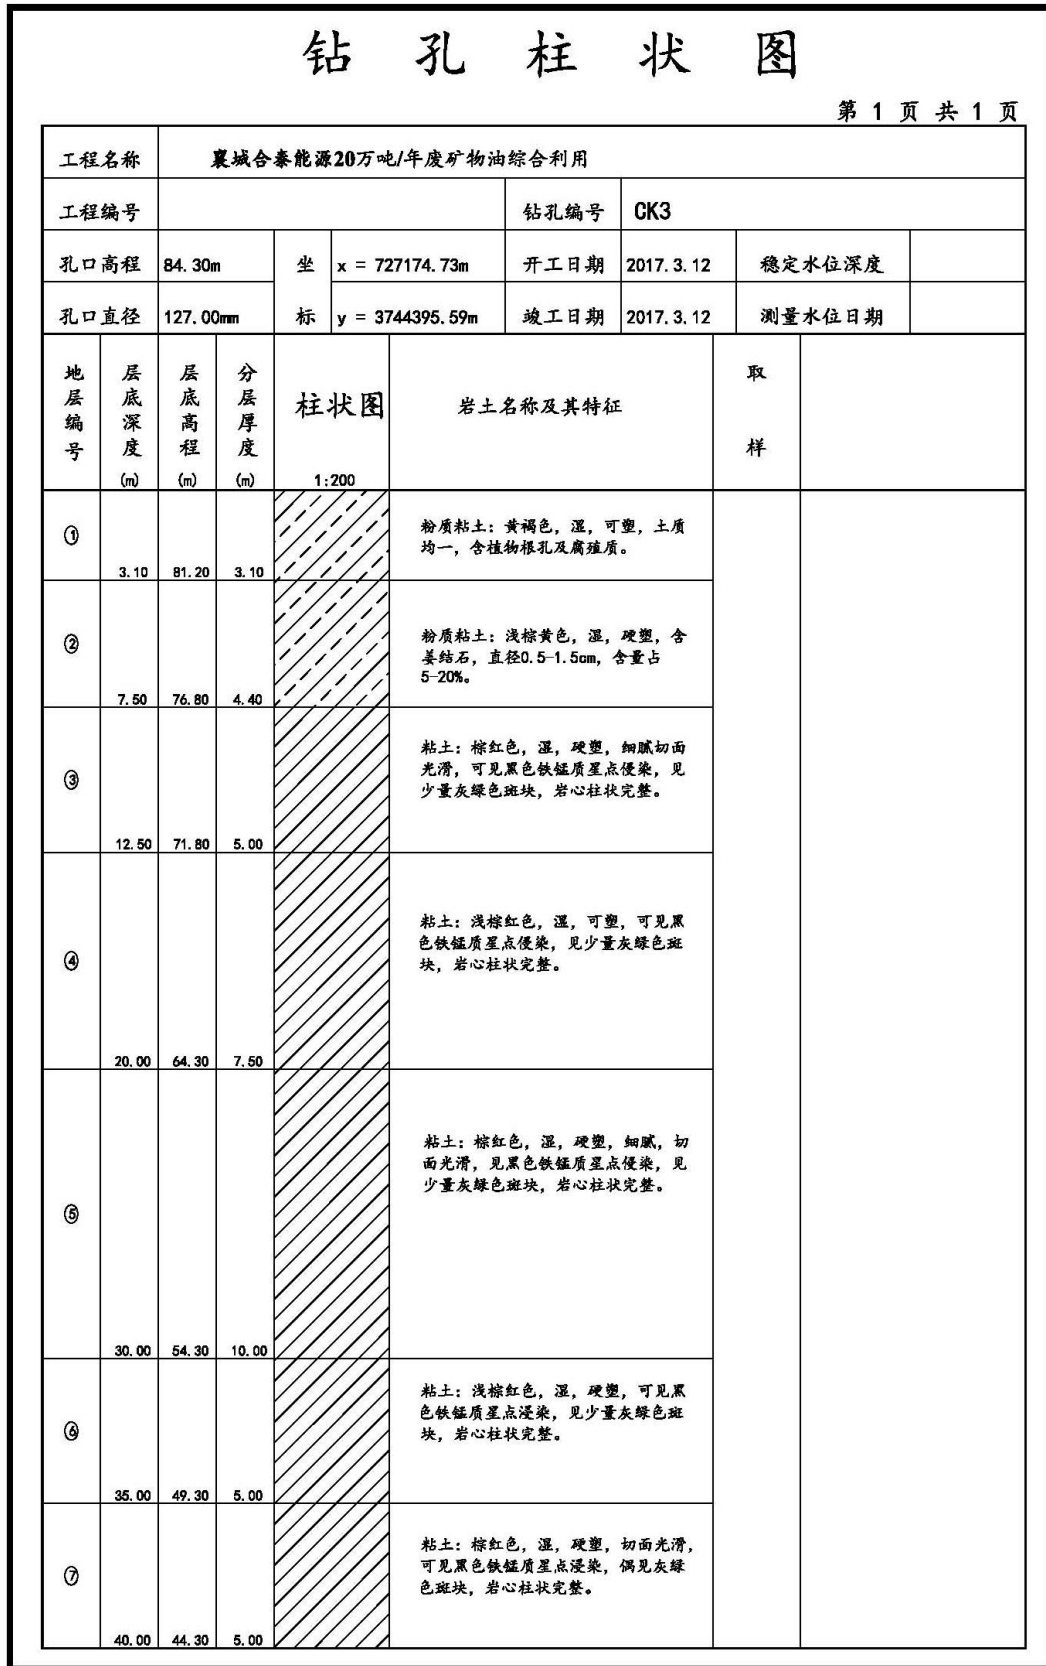 钻孔柱状图
第 1 页 共 1 页
工程名称 襄城合泰能源20万吨/年废矿物油综合利用
工程编号 钻孔编号 CK3
孔口高程 84.30m 坐 x = 727174.73m 开工日期 2017.3.12 稳定水位深度
孔口直径 127.00mm 标 y = 3744395.59m 竣工日期 2017.3.12 测量水位日期
地层编号 层底深度(m) 层底高程(m) 分层厚度(m) 柱状图 1:200 岩土名称及其特征 取样
① 3.10 81.20 3.10
粉质粘土：黄褐色，湿，可塑，土质
均一，含植物根孔及腐殖质。
② 7.50 76.80 4.40
粉质粘土：浅棕黄色，湿，硬塑，含
姜结石，直径0.5-1.5cm，含量占
5-20%。
③ 12.50 71.80 5.00
粘土：棕红色，湿，硬塑，细腻切面
光滑，可见黑色铁锰质星点侵染，见
少量灰绿色斑块，岩心柱状完整。
④ 20.00 64.30 7.50
粘土：浅棕红色，湿，可塑，可见黑
色铁锰质星点侵染，见少量灰绿色斑
块，岩心柱状完整。
⑤ 30.00 54.30 10.00
粘土：棕红色，湿，硬塑，细腻，切
面光滑，见黑色铁锰质星点侵染，见
少量灰绿色斑块，岩心柱状完整。
⑥ 35.00 49.30 5.00
粘土：浅棕红色，湿，硬塑，可见黑
色铁锰质星点浸染，见少量灰绿色斑
块，岩心柱状完整。
⑦ 40.00 44.30 5.00
粘土：棕红色，湿，硬塑，切面光滑，
可见黑色铁锰质星点浸染，偶见灰绿
色斑块，岩心柱状完整。